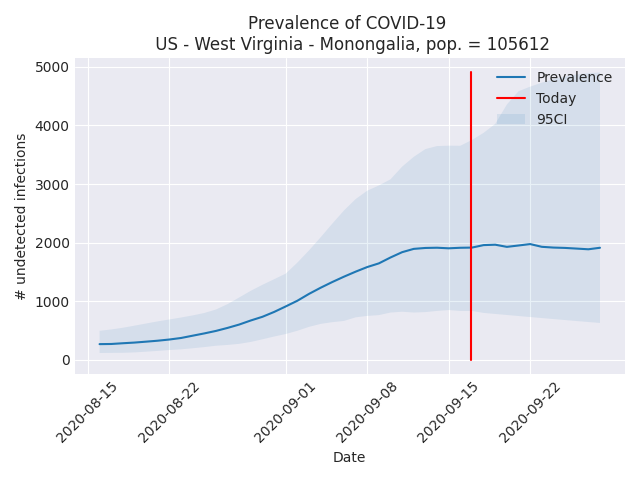 Prevalence of COVID-19
US - West Virginia - Monongalia, pop. = 105612
# undetected infections
5000
4000
3000
2000
1000
0
Prevalence
Today
95CI
2020-08-15
2020-08-22
2020-09-01
2020-09-08
2020-09-15
2020-09-22
Date